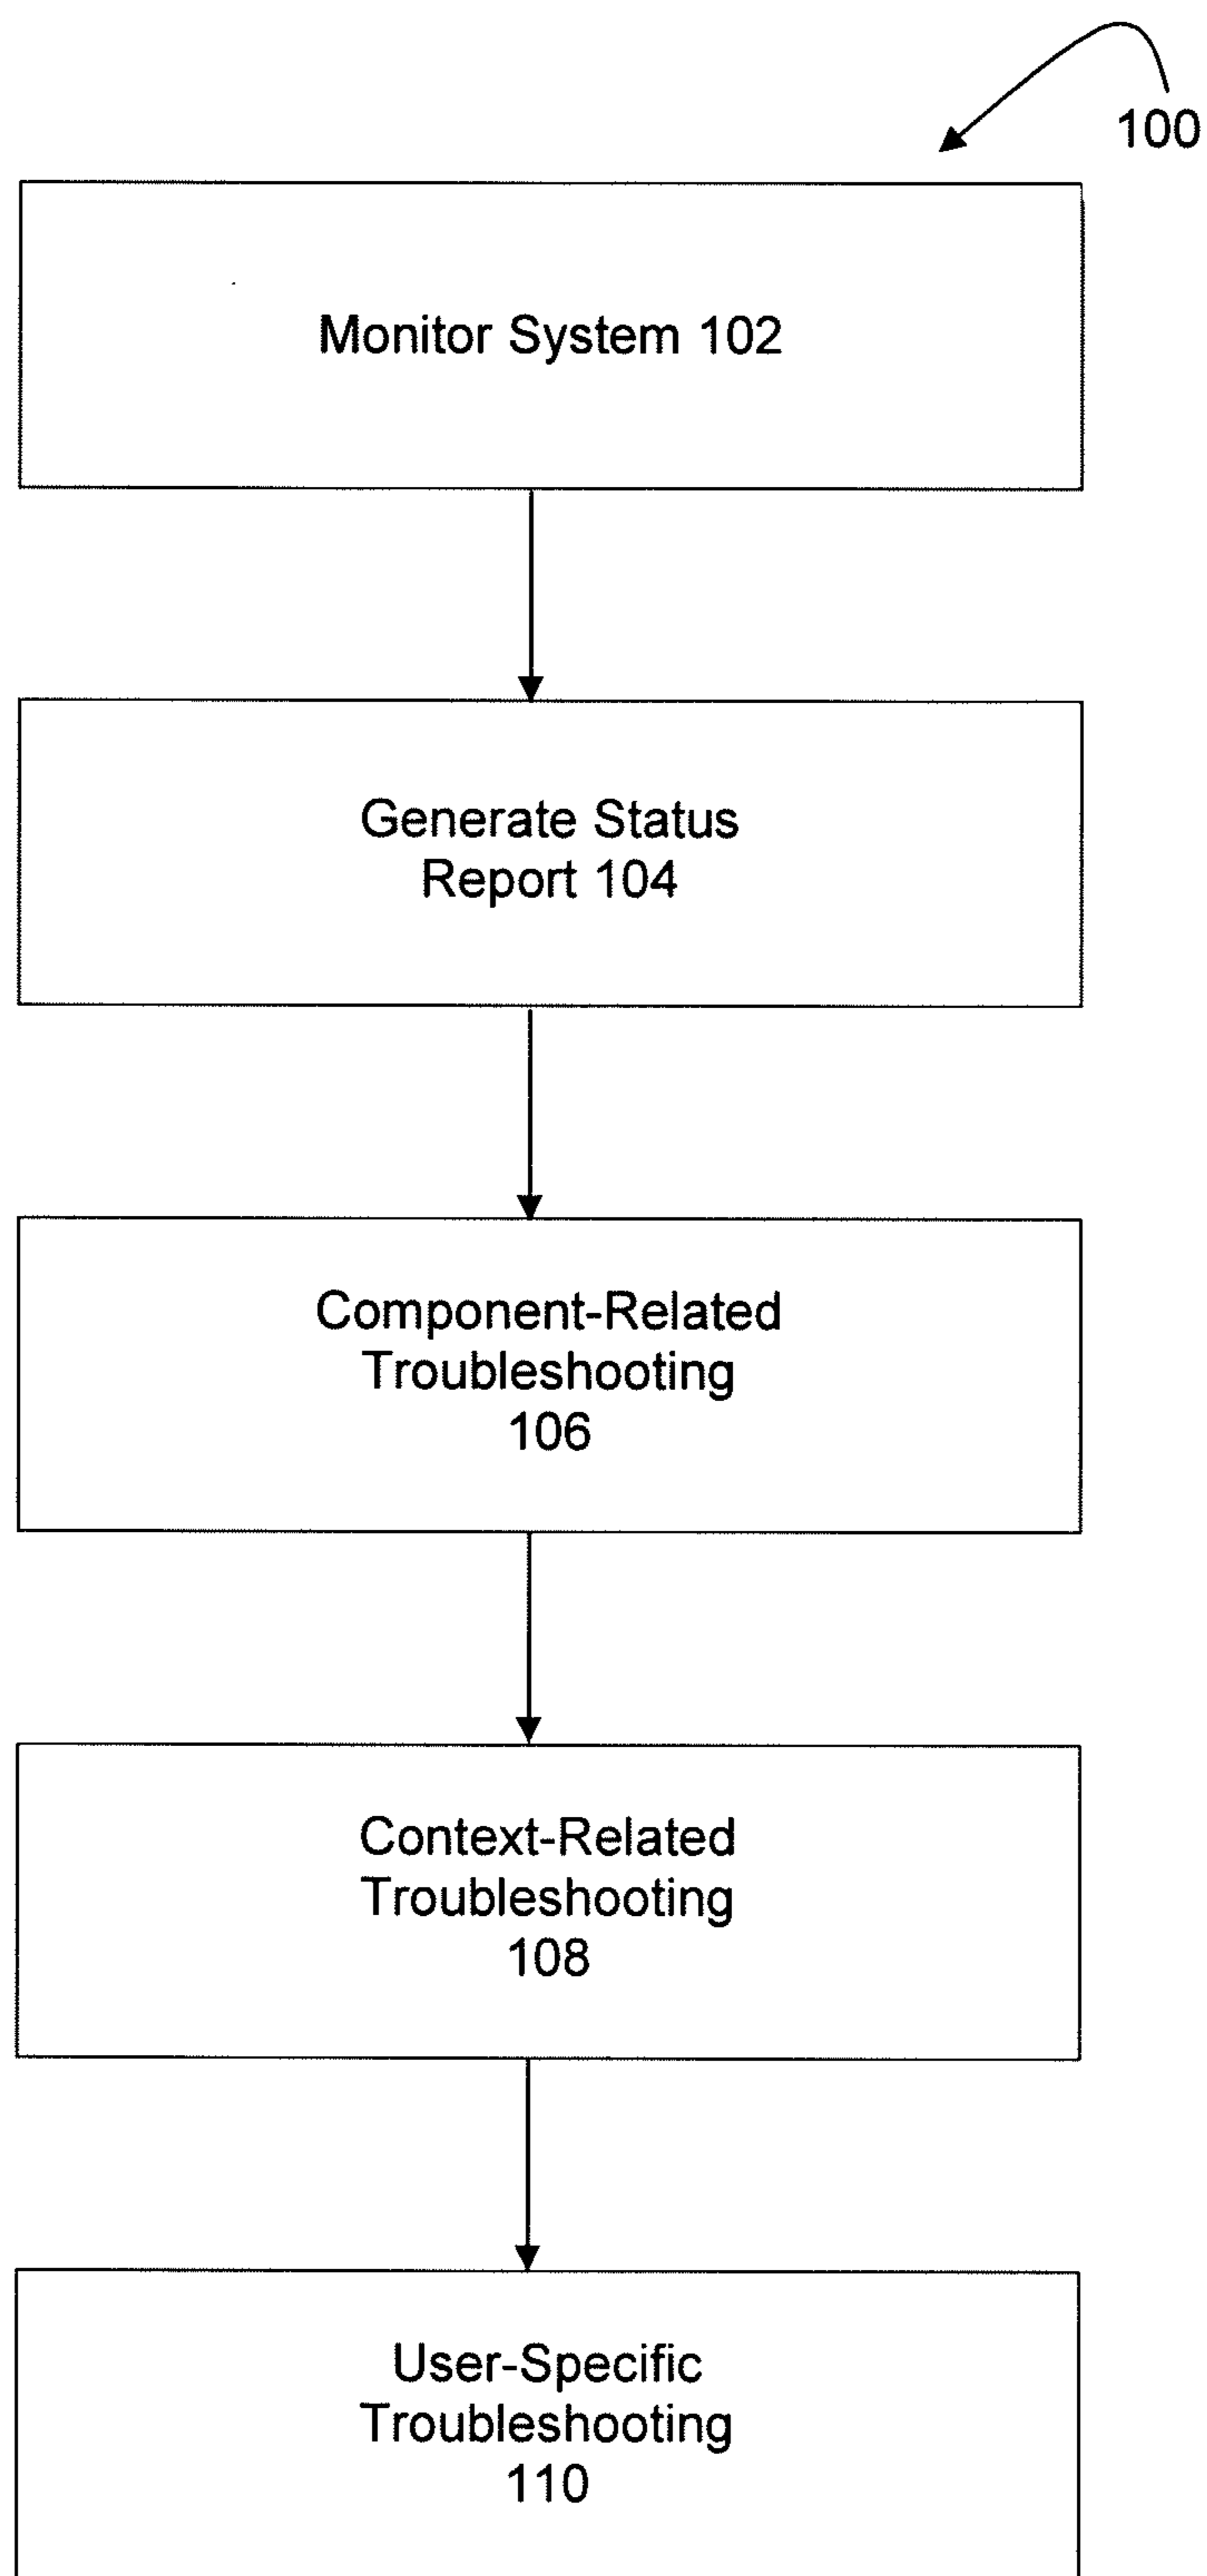 100
Monitor System 102
Generate Status
Report 104
Component-Related
Troubleshooting
106
Context-Related
Troubleshooting
108
User-Specific
Troubleshooting
110